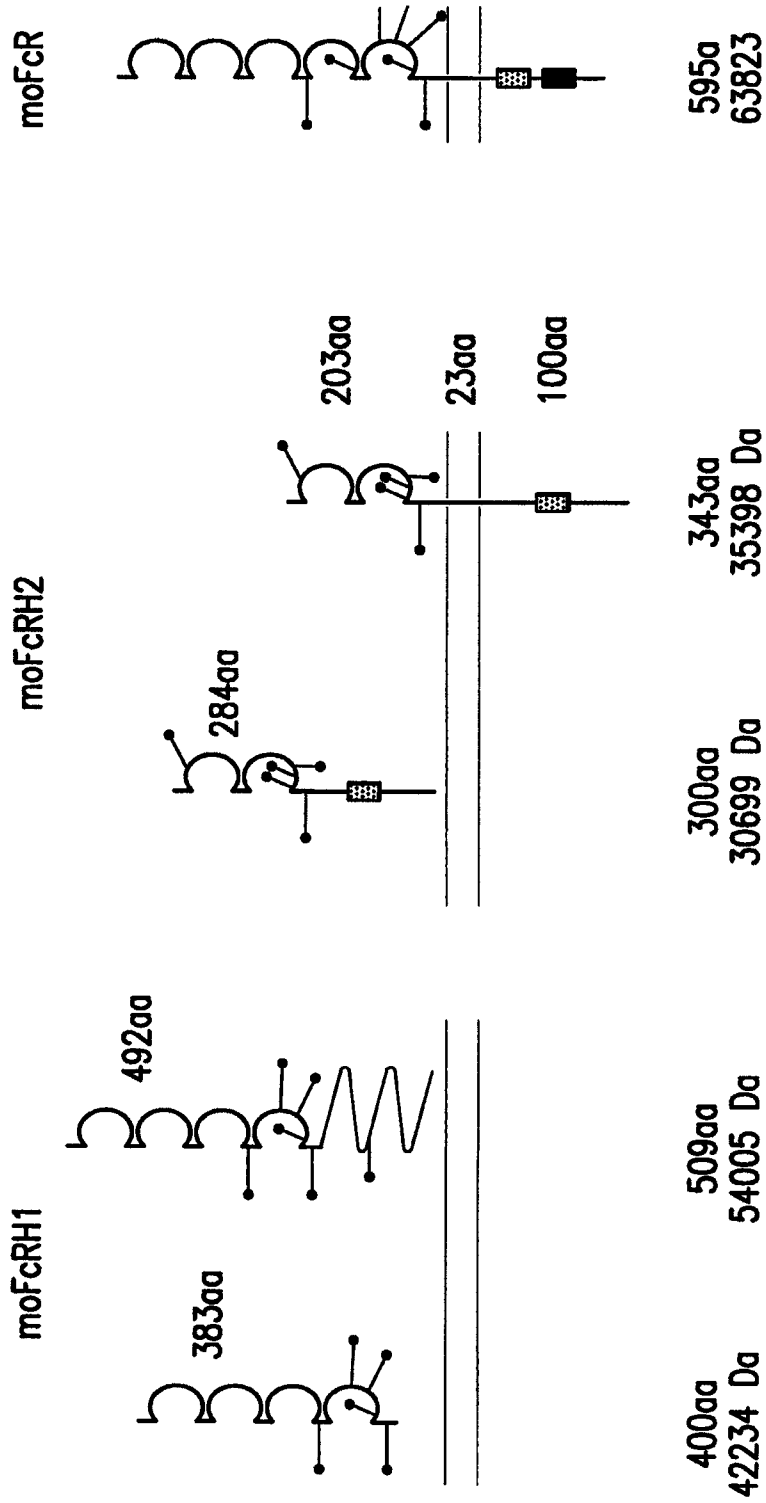 moFcRH1
moFcRH2
moFcR
383aa
492aa
284aa
203aa
23aa
100aa
400aa
42234 Da
509aa
54005 Da
300aa
30699 Da
343aa
35398 Da
595a
63823